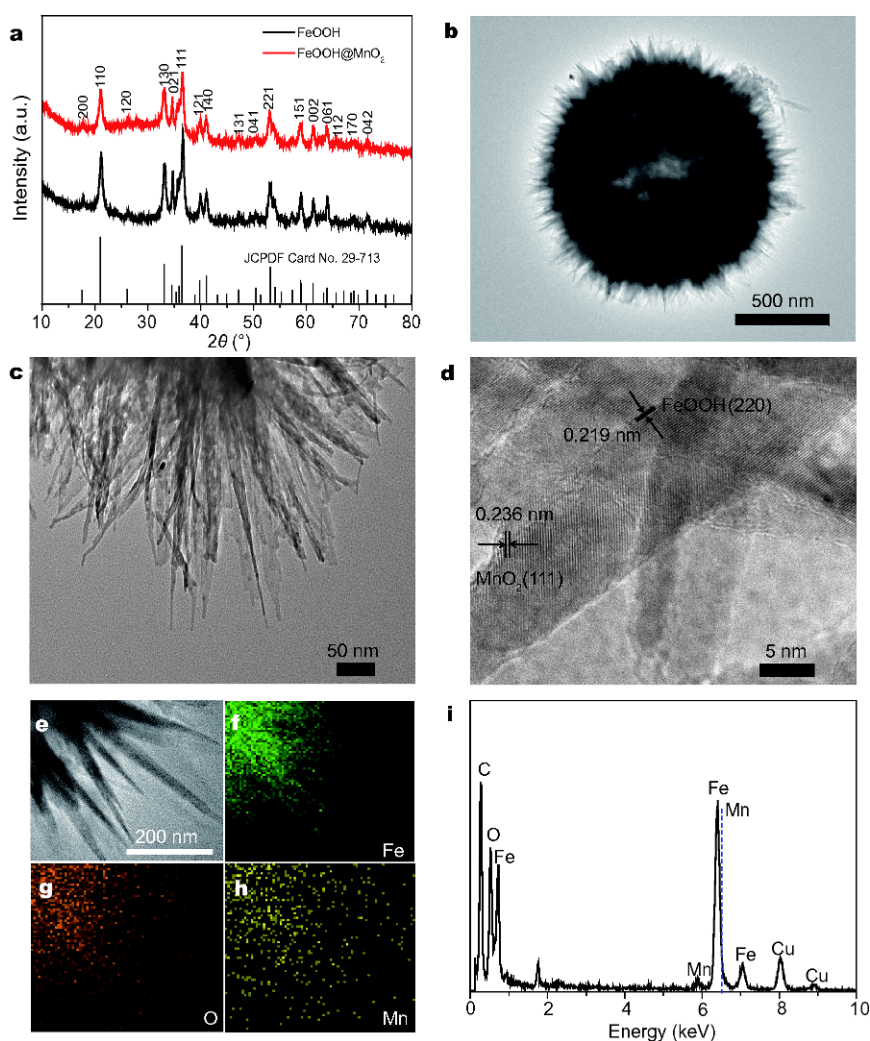 a
FeOOH
FeOOH@MnO2
200
110
120
130
021
111
121
140
131
041
221
151
002
061
112
170
042
Intensity (a.u.)
JCPDF Card No. 29-713
10 20 30 40 50 60 70 80
2θ (°)
b
500 nm
c
50 nm
d
FeOOH(220)
0.219 nm
0.236 nm
MnO2(111)
5 nm
e
200 nm
f
Fe
g
O
h
Mn
i
C
O
Fe
Fe
Mn
Mn
Fe
Cu
Cu
0 2 4 6 8 10
Energy (keV)